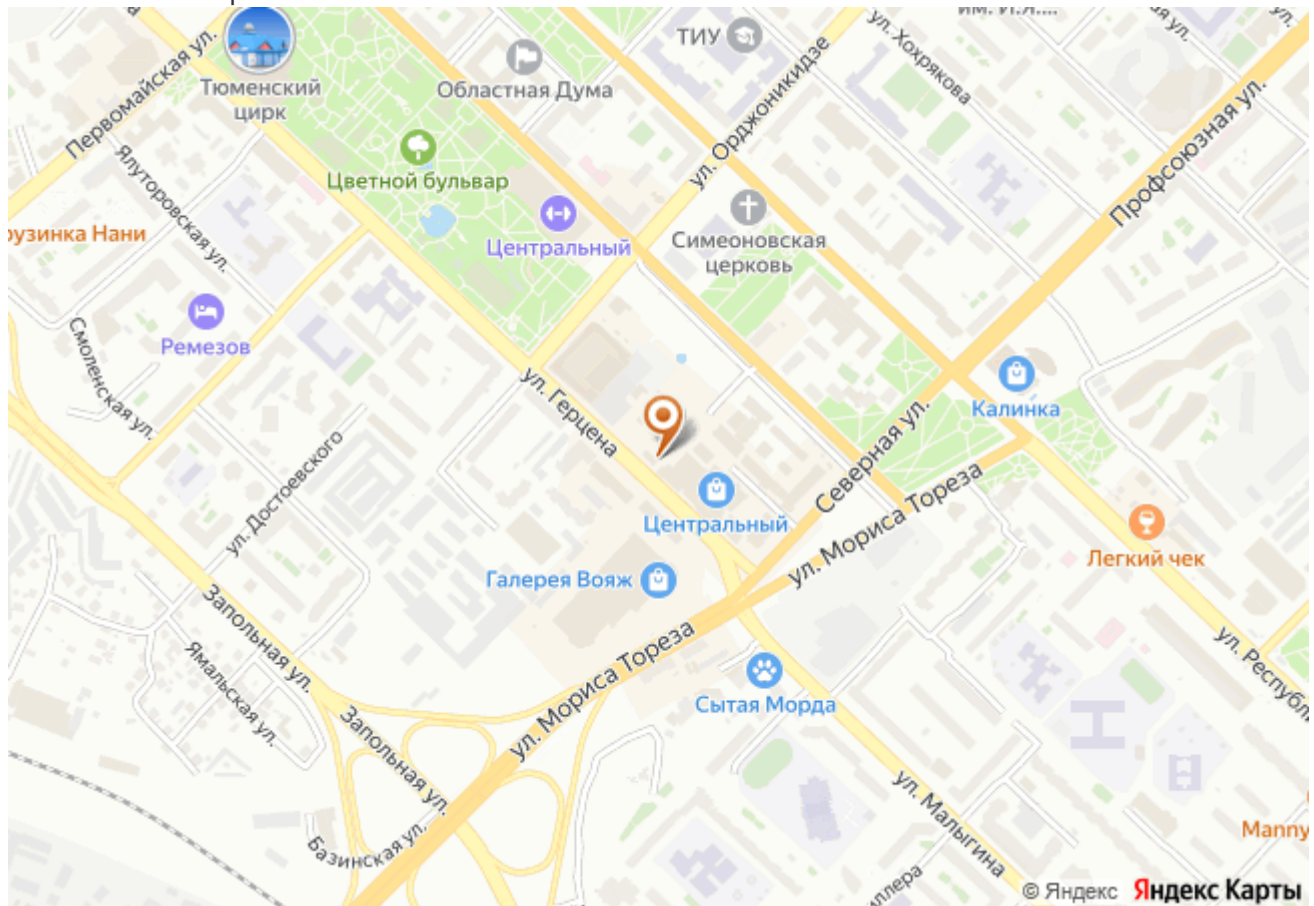 ТИУ
ул. Хохрякова
Областная Дума
Тюменский
цирк
Первомайская ул.
ул. Орджоникидзе
Профсоюзная ул.
Ялуторовская ул.
Цветной бульвар
Центральный
Симеоновская
церковь
Ремезов
Смоленская ул.
ул. Герцена
Калинка
ул. Достоевского
Северная ул.
Центральный
ул. Мориса Тореза
Легкий чек
Галерея Вояж
Запольная ул.
ул. Мориса Тореза
Сытая Морда
Ямальская ул.
Запольная ул.
ул. Малыгина
Базинская ул.
Manny
© Яндекс Яндекс Карты